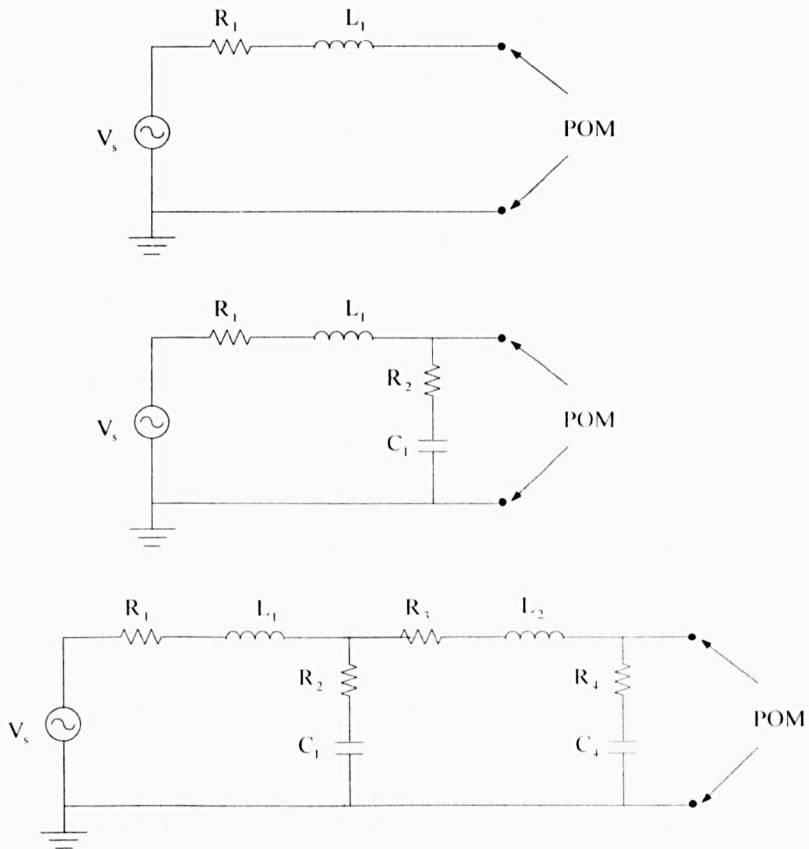 R₁ L₁
Vₛ
POM
R₁ L₁
R₂
Vₛ
C₁
POM
R₁ L₁ R₃ L₂
R₂ R₄
Vₛ
C₁ C₄
POM